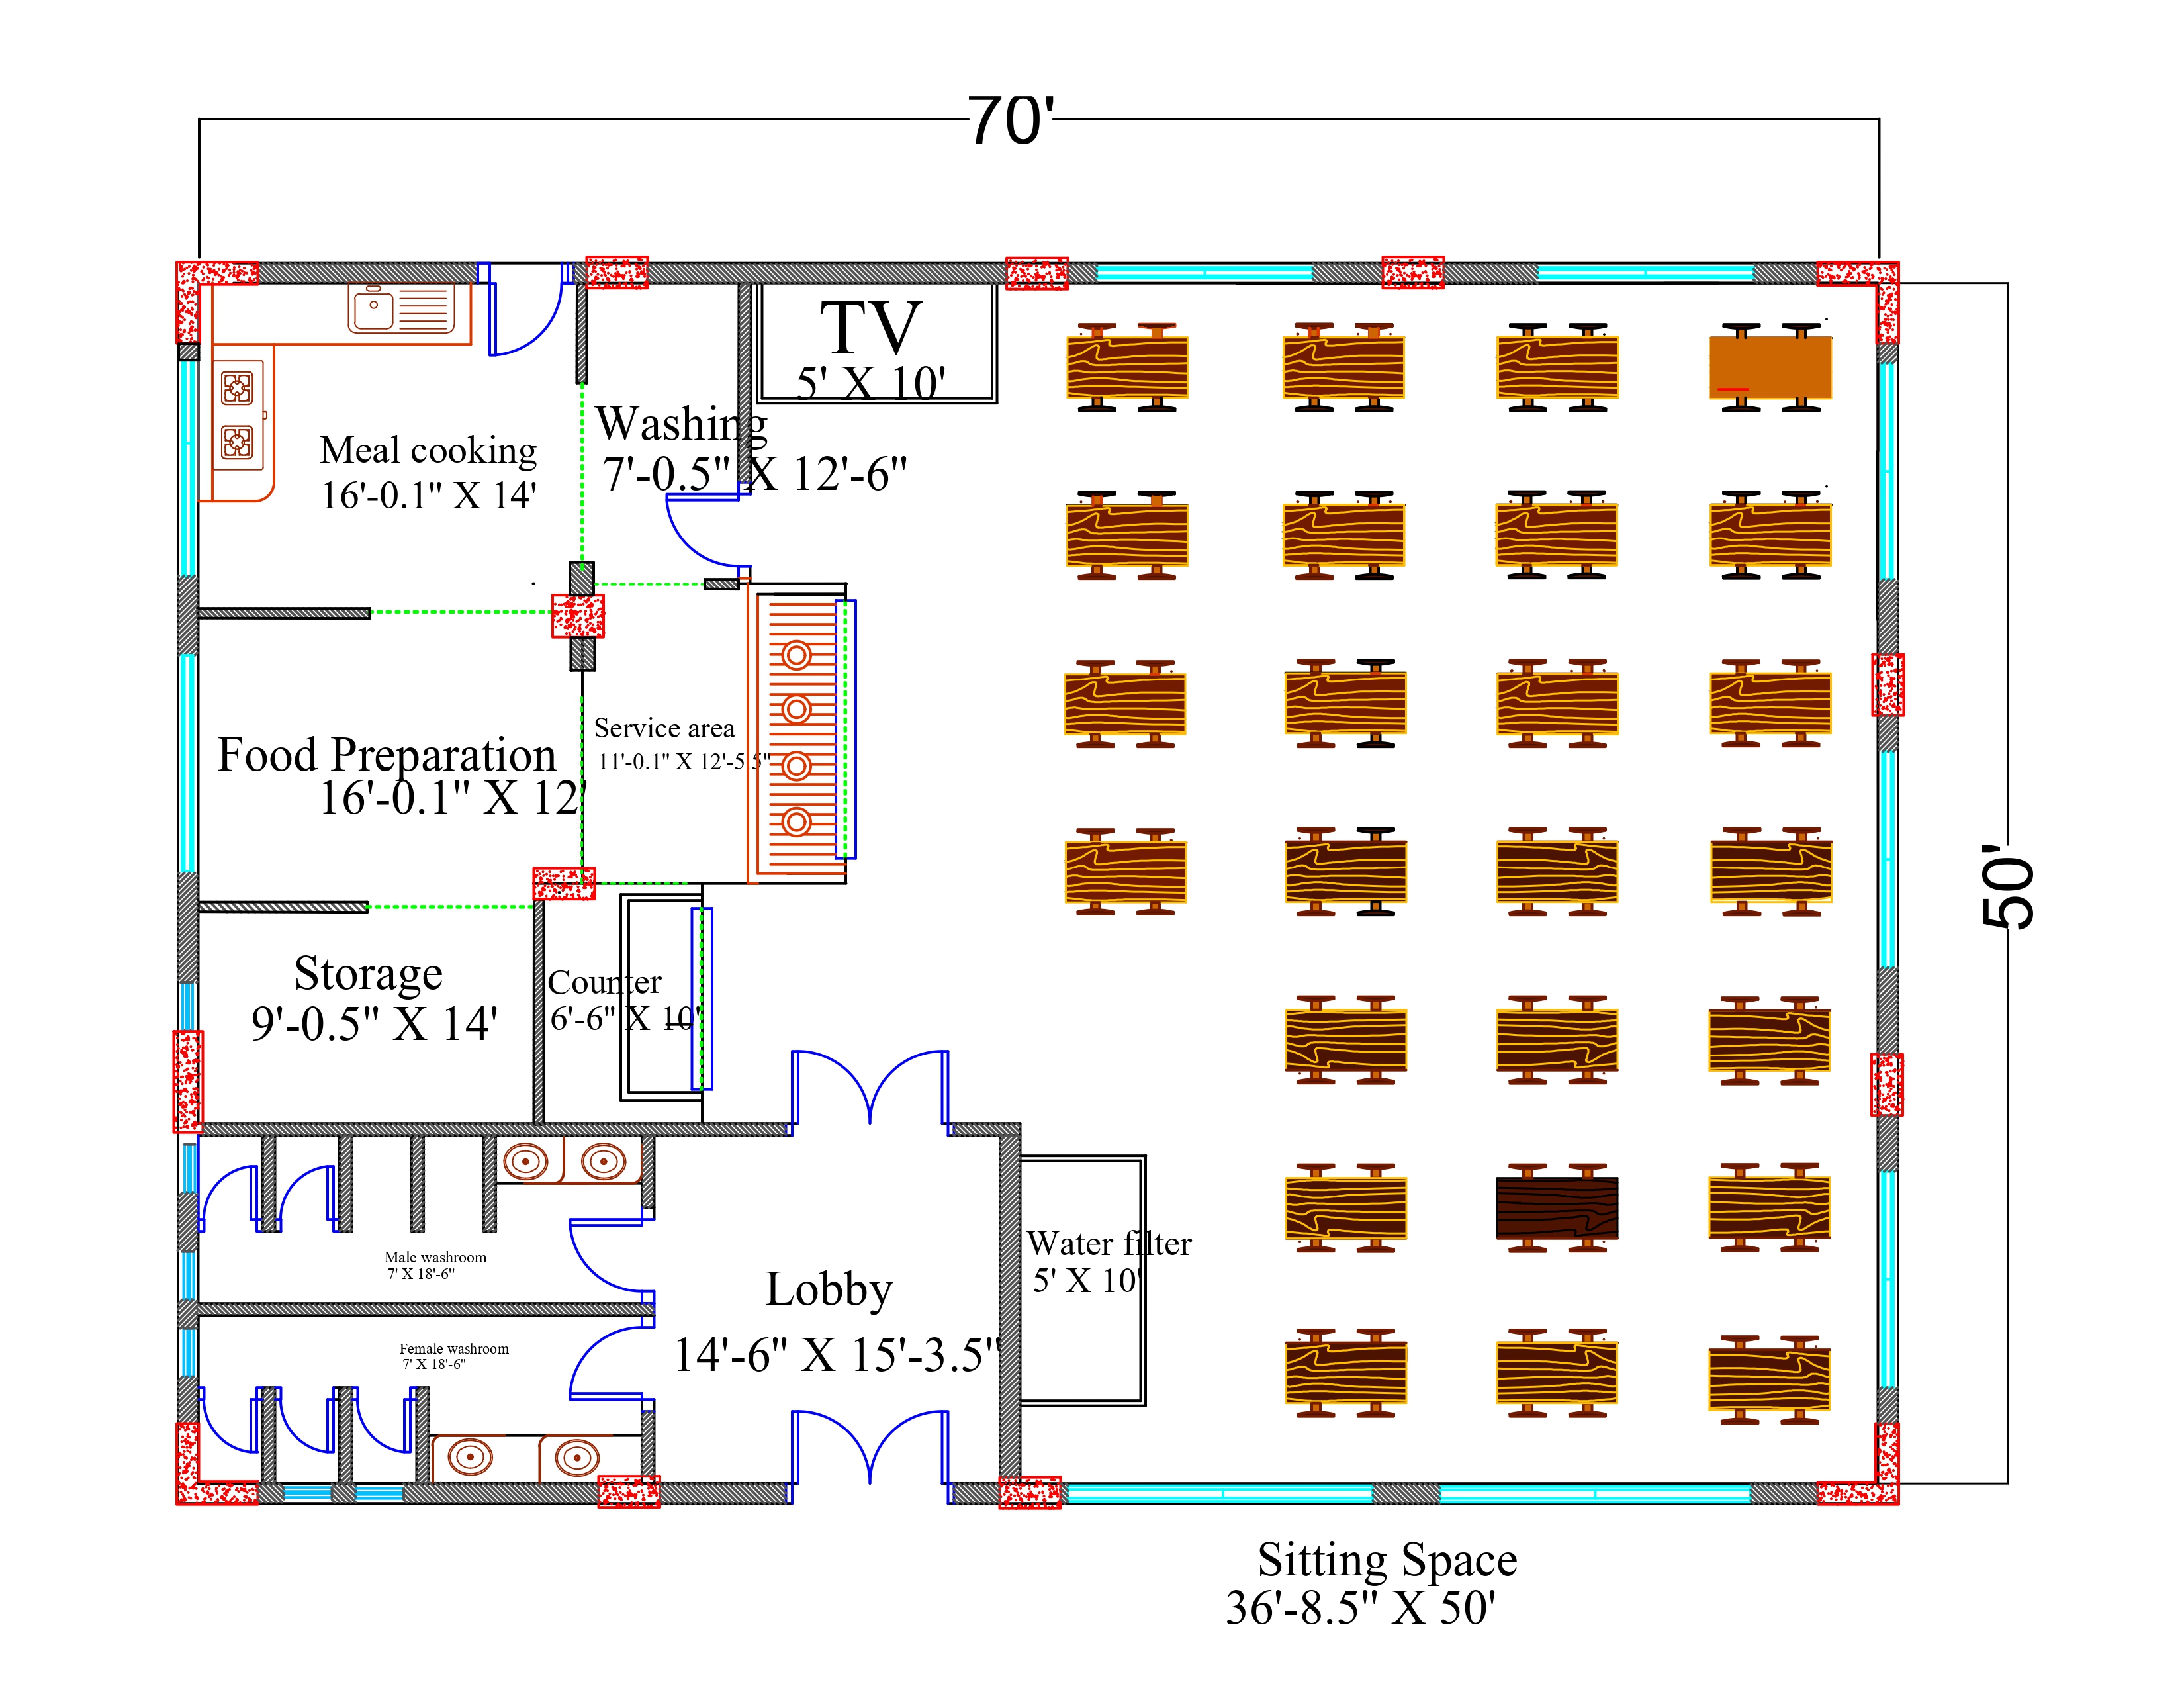 70'
TV
5' X 10'
Washing
7'-0.5" X 12'-6"
Meal cooking
16'-0.1" X 14'
Service area
11'-0.1" X 12'-5.5"
Food Preparation
16'-0.1" X 12'
50'
Storage
9'-0.5" X 14'
Counter
6'-6" X 10'
Male washroom
7' X 18'-6"
Water filter
5' X 10'
Lobby
14'-6" X 15'-3.5"
Female washroom
7' X 18'-6"
Sitting Space
36'-8.5" X 50'